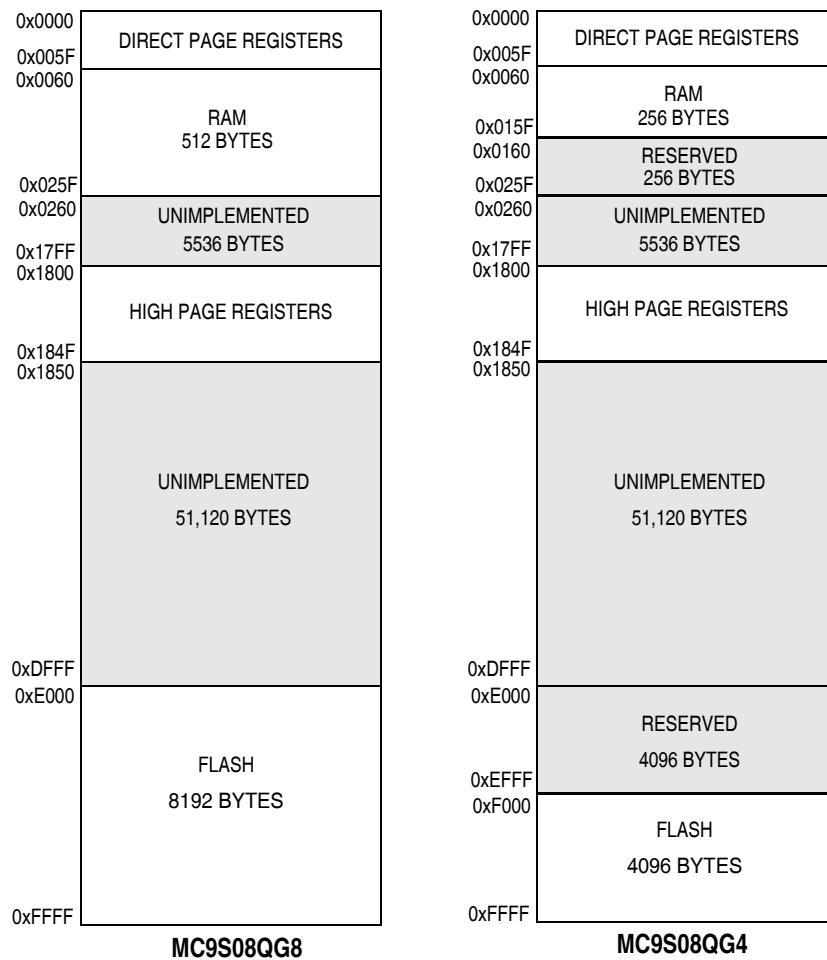 0x0000
DIRECT PAGE REGISTERS
0x005F
0x0060
RAM
512 BYTES
0x025F
0x0260
UNIMPLEMENTED
5536 BYTES
0x17FF
0x1800
HIGH PAGE REGISTERS
0x184F
0x1850
UNIMPLEMENTED
51,120 BYTES
0xDFFF
0xE000
FLASH
8192 BYTES
0xFFFF
MC9S08QG8
0x0000
DIRECT PAGE REGISTERS
0x005F
0x0060
RAM
256 BYTES
0x015F
0x0160
RESERVED
256 BYTES
0x025F
0x0260
UNIMPLEMENTED
5536 BYTES
0x17FF
0x1800
HIGH PAGE REGISTERS
0x184F
0x1850
UNIMPLEMENTED
51,120 BYTES
0xDFFF
0xE000
RESERVED
4096 BYTES
0xEFFF
0xF000
FLASH
4096 BYTES
0xFFFF
MC9S08QG4